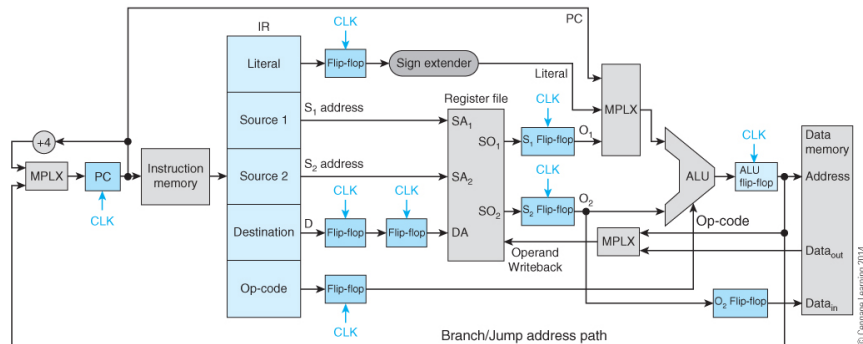 CLK
PC
IR
Literal
Flip-flop
Sign extender
Literal
Register file
CLK
MPLX
S1 address
SA1
SO1
S1 Flip-flop
O1
CLK
Data
memory
+4
Source 1
MPLX
PC
CLK
Instruction
memory
S2 address
Source 2
SA2
CLK
ALU
ALU
flip-flop
Address
CLK
CLK
SO2
S2 Flip-flop
O2
Op-code
D
Destination
Flip-flop
Flip-flop
DA
Operand
Writeback
MPLX
Dataout
Op-code
Flip-flop
CLK
O2 Flip-flop
Datain
Branch/Jump address path
© Cengage Learning 2014